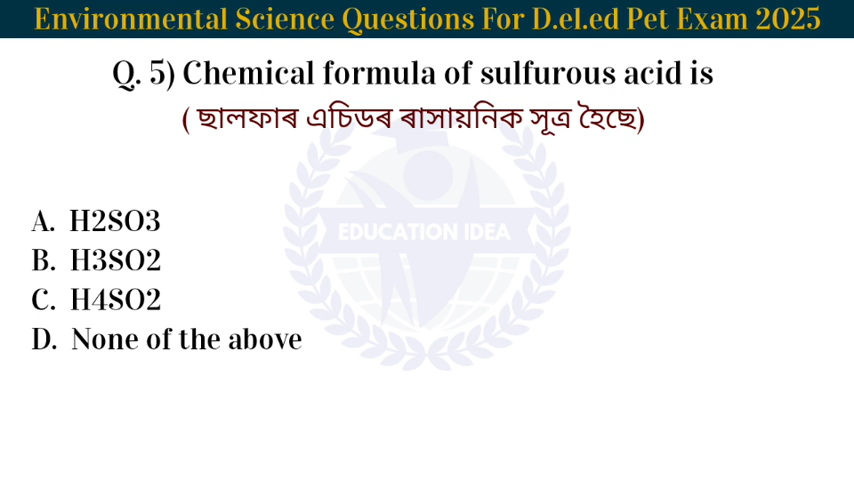 Environmental Science Questions For D.el.ed Pet Exam 2025
Q. 5) Chemical formula of sulfurous acid is
( ছালফাৰ এচিডৰ ৰাসায়নিক সূত্ৰ হৈছে)
EDUCATION IDEA
A. H2SO3
B. H3SO2
C. H4SO2
D. None of the above